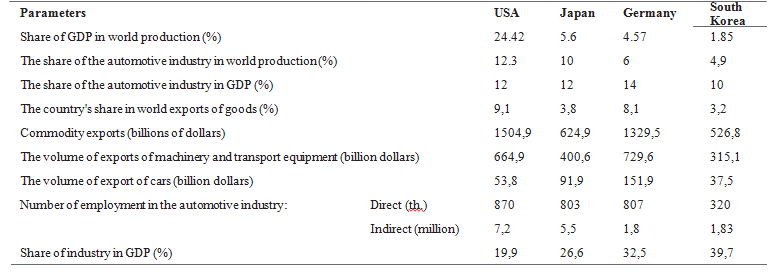 Parameters USA Japan Germany South Korea
Share of GDP in world production (%) 24.42 5.6 4.57 1.85
The share of the automotive industry in world production (%) 12.3 10 6 4,9
The share of the automotive industry in GDP (%) 12 12 14 10
The country's share in world exports of goods (%) 9,1 3,8 8,1 3,2
Commodity exports (billions of dollars) 1504,9 624,9 1329,5 526,8
The volume of exports of machinery and transport equipment (billion dollars) 664,9 400,6 729,6 315,1
The volume of export of cars (billion dollars) 53,8 91,9 151,9 37,5
Number of employment in the automotive industry: Direct (th.) 870 803 807 320
Indirect (million) 7,2 5,5 1,8 1,83
Share of industry in GDP (%) 19,9 26,6 32,5 39,7